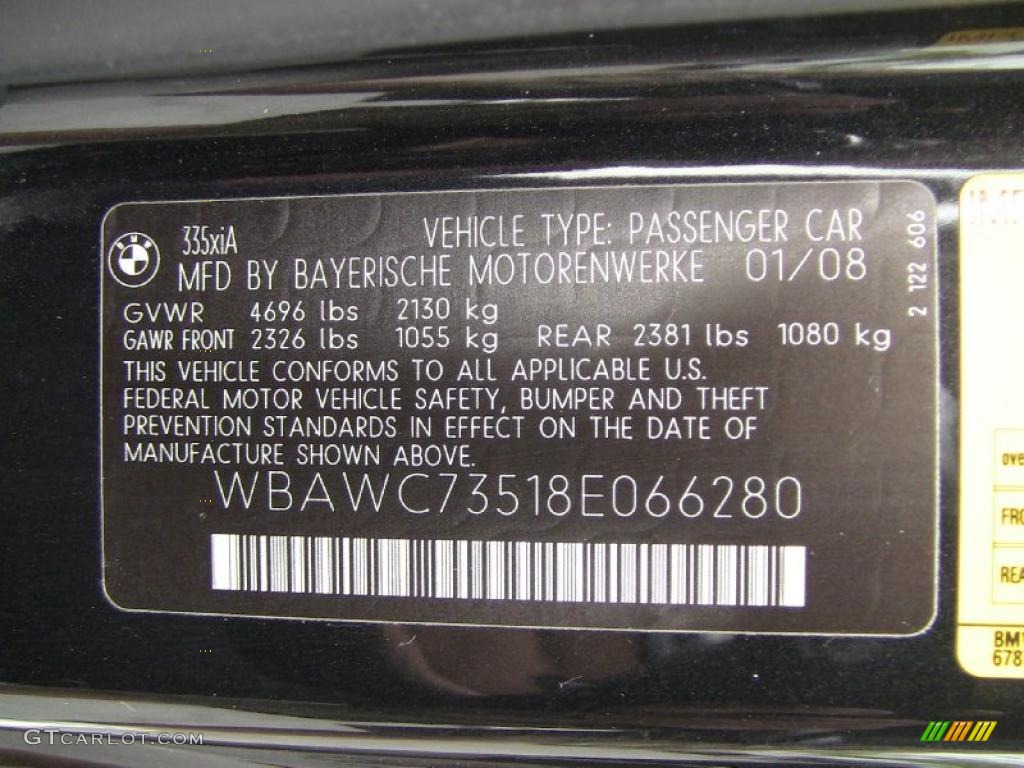 335xiA
VEHICLE TYPE: PASSENGER CAR
MFD BY BAYERISCHE MOTORENWERKE 01/08
GVWR 4696 lbs 2130 kg
GAWR FRONT 2326 lbs 1055 kg REAR 2381 lbs 1080 kg
THIS VEHICLE CONFORMS TO ALL APPLICABLE U.S.
FEDERAL MOTOR VEHICLE SAFETY, BUMPER AND THEFT
PREVENTION STANDARDS IN EFFECT ON THE DATE OF
MANUFACTURE SHOWN ABOVE.
WBAWC73518E066280
2 122 606
FRO
REA
678
GTCARLOT.COM